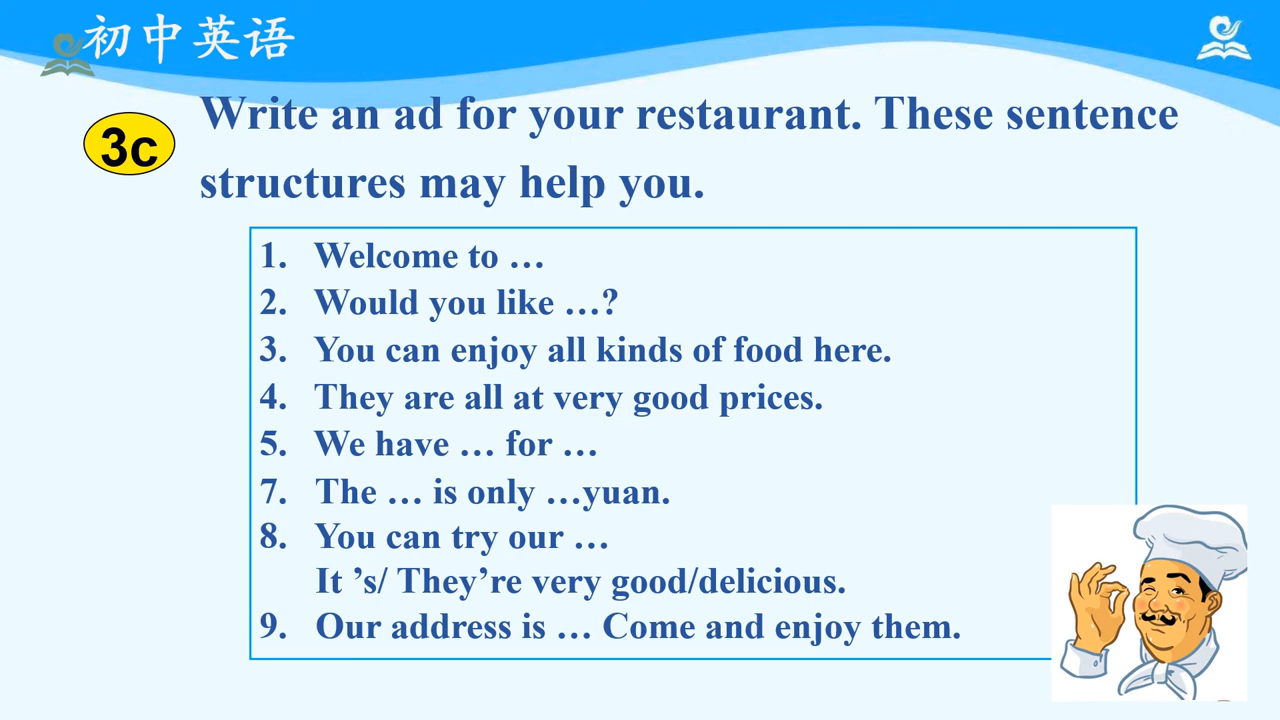 初中英语
3c
Write an ad for your restaurant. These sentence
structures may help you.
1. Welcome to …
2. Would you like …?
3. You can enjoy all kinds of food here.
4. They are all at very good prices.
5. We have … for …
7. The … is only …yuan.
8. You can try our …
It ’s/ They’re very good/delicious.
9. Our address is … Come and enjoy them.